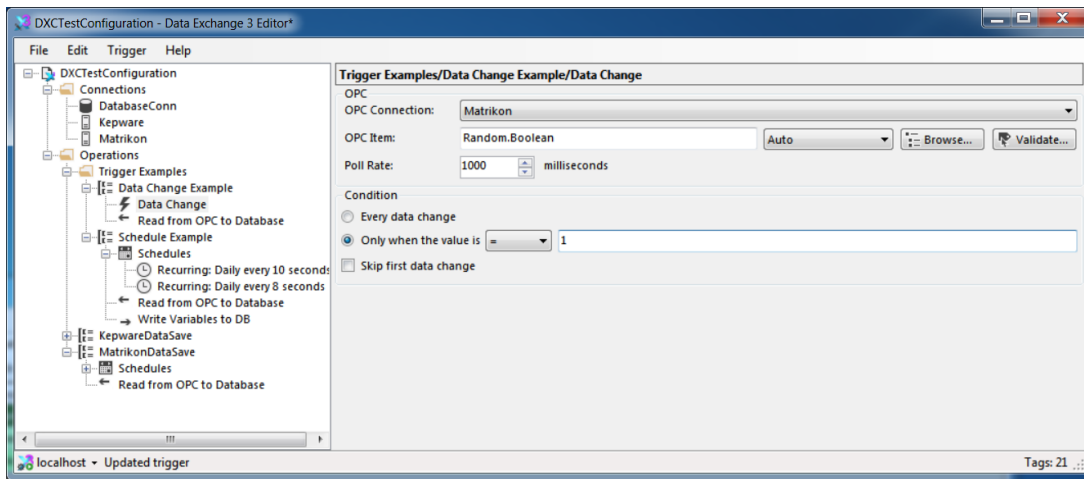 DXCTestConfiguration - Data Exchange 3 Editor*
File Edit Trigger Help
DXCTestConfiguration
Connections
DatabaseConn
Kepware
Matrikon
Operations
Trigger Examples
Data Change Example
Data Change
Read from OPC to Database
Schedule Example
Schedules
Recurring: Daily every 10 seconds
Recurring: Daily every 8 seconds
Read from OPC to Database
Write Variables to DB
KepwareDataSave
MatrikonDataSave
Schedules
Read from OPC to Database
Trigger Examples/Data Change Example/Data Change
OPC
OPC Connection: Matrikon
OPC Item: Random.Boolean Auto Browse... Validate...
Poll Rate: 1000 milliseconds
Condition
Every data change
Only when the value is = 1
Skip first data change
localhost Updated trigger Tags: 21